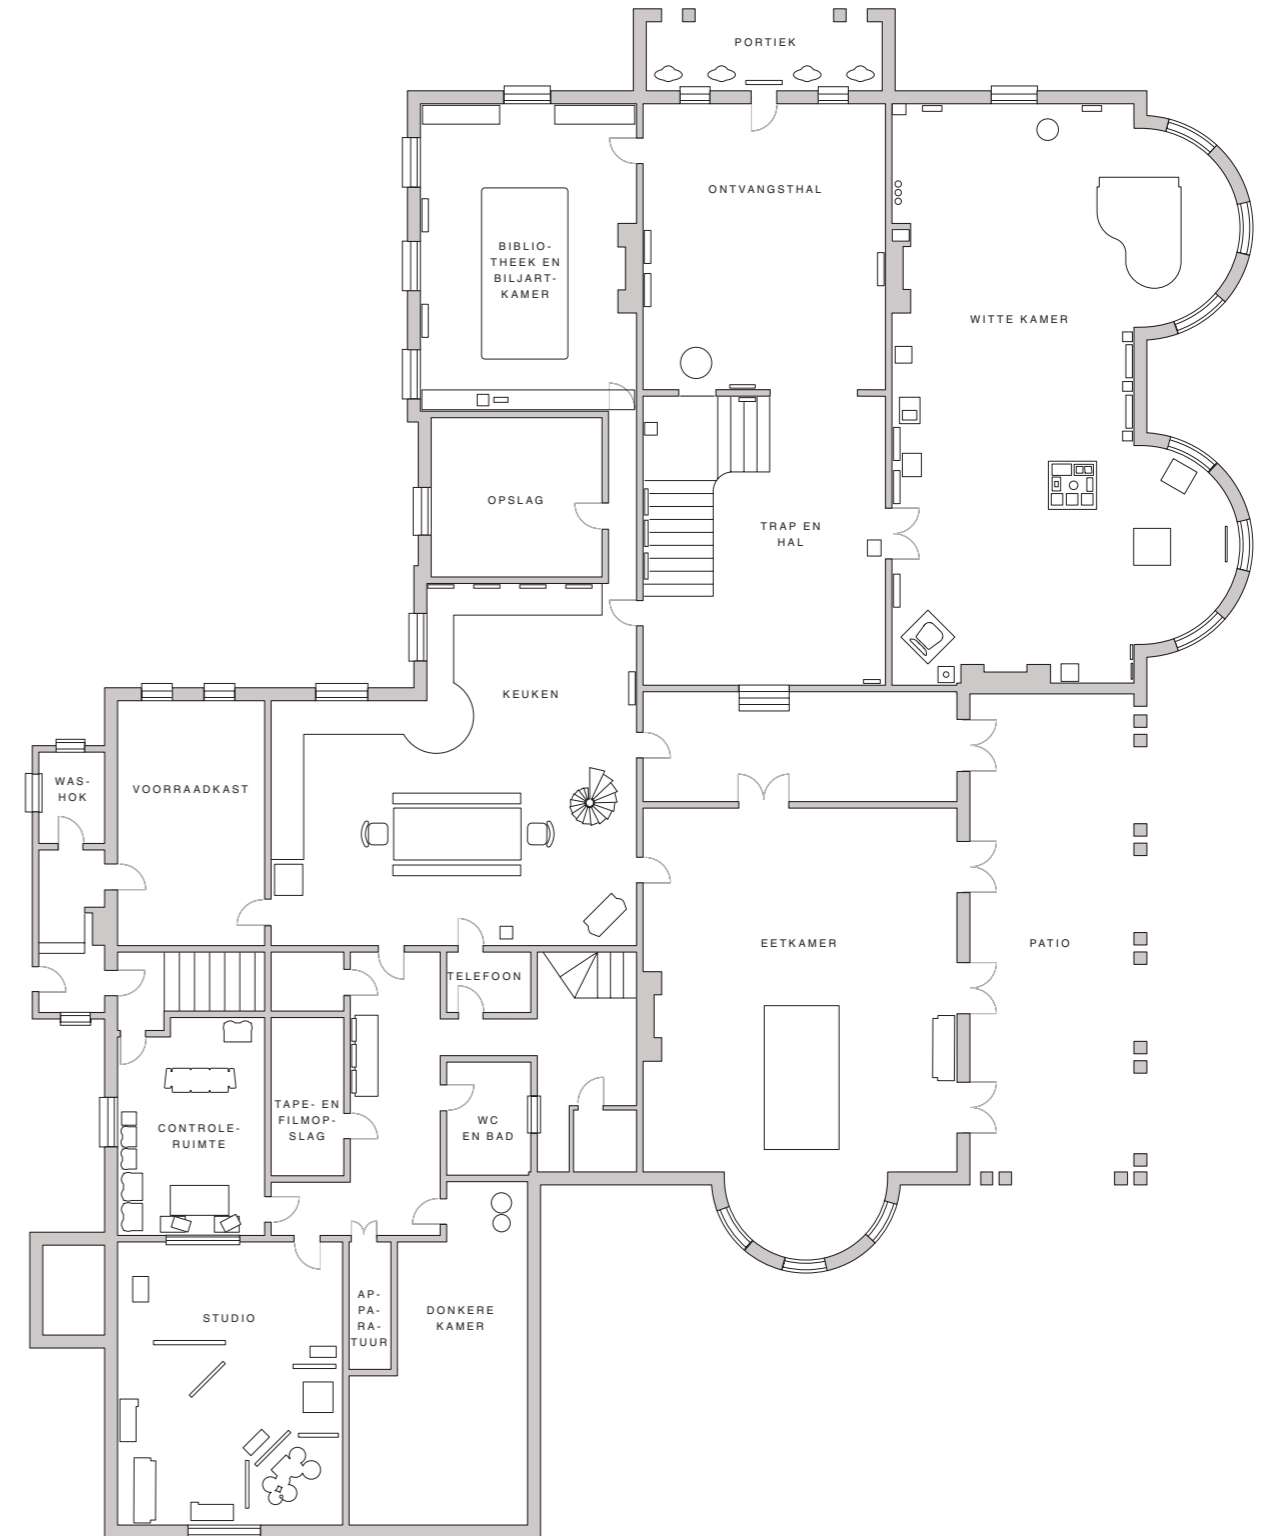 PORTIEK
ONTVANGSTHAL
BIBLIO-
THEEK EN
BILJART-
KAMER
WITTE KAMER
OPSLAG
TRAP EN
HAL
KEUKEN
WAS-
HOK
VOORRAADKAST
EETKAMER
PATIO
TELEFOON
TAPE- EN
FILMOP-
SLAG
WC
EN BAD
CONTROLE-
RUIMTE
STUDIO
AP-
PA-
RA-
TUUR
DONKERE
KAMER